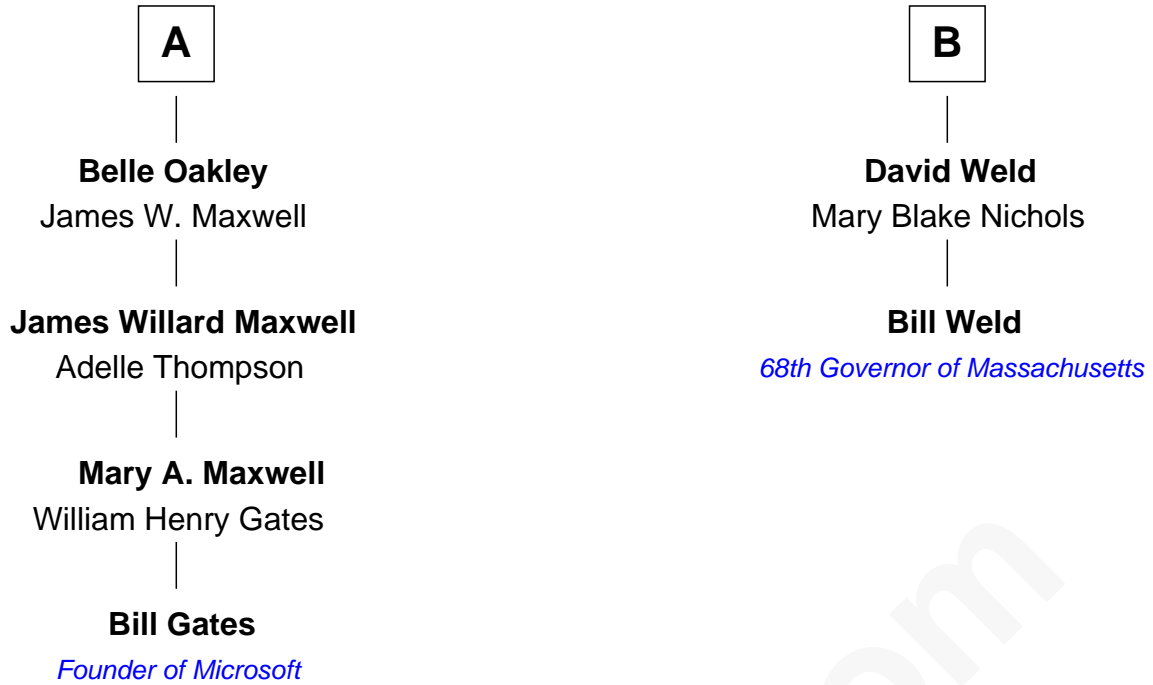 A
Belle Oakley
James W. Maxwell
James Willard Maxwell
Adelle Thompson
Mary A. Maxwell
William Henry Gates
Bill Gates
Founder of Microsoft
B
David Weld
Mary Blake Nichols
Bill Weld
68th Governor of Massachusetts
om